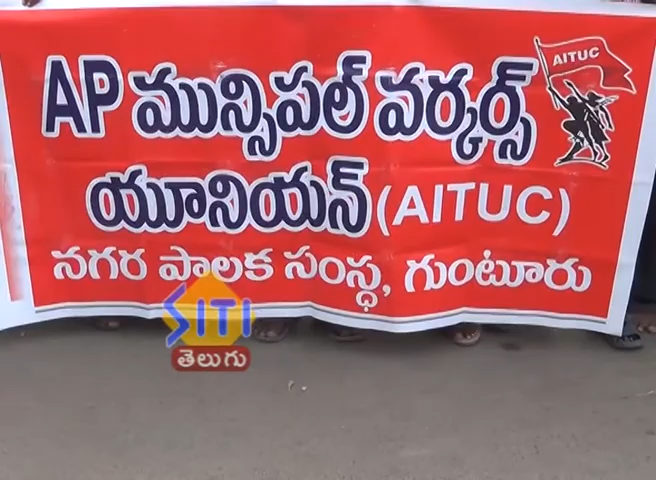 AITUC
AP మున్సిపల్ వర్కర్స్
యూనియన్ (AITUC)
నగర పాలక సంస్థ, గుంటూరు
SITI
తెలుగు